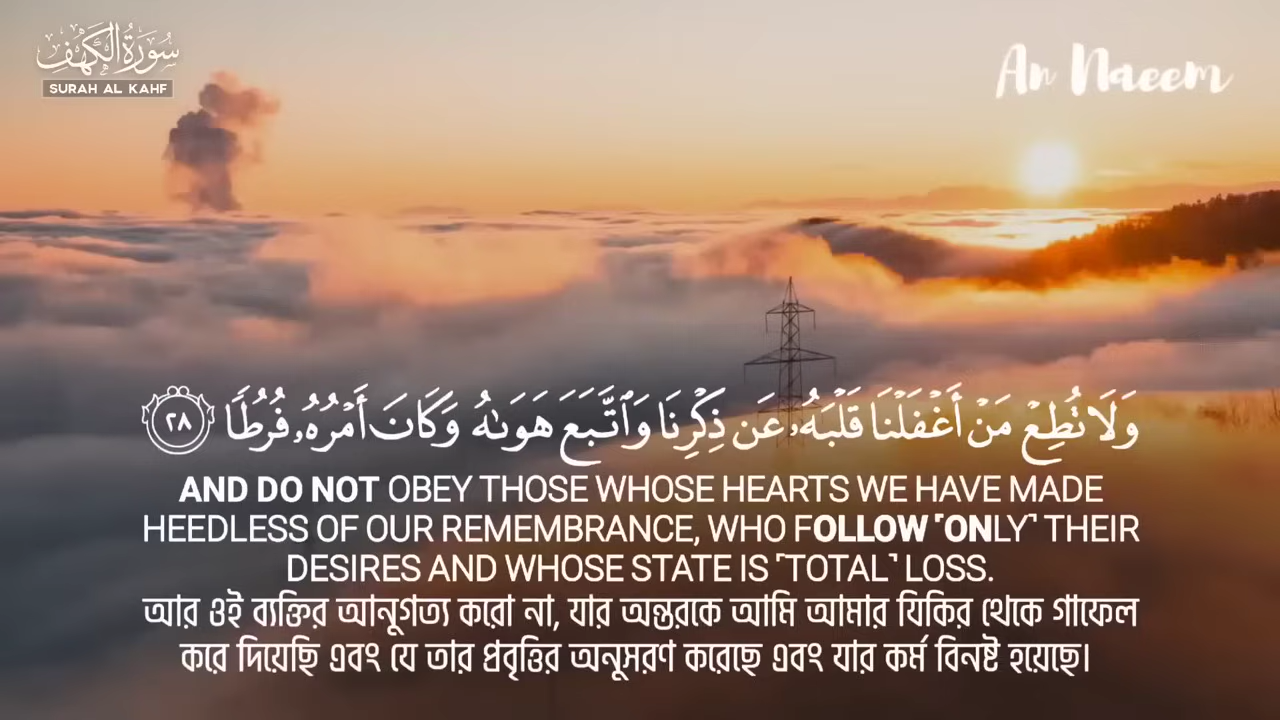 سُورَةُ الْكَهْفِ
SURAH AL KAHF
An Naeem
وَلَا تُطِعْ مَنْ أَغْفَلْنَا قَلْبَهُۥ عَن ذِكْرِنَا وَٱتَّبَعَ هَوَىٰهُ وَكَانَ أَمْرُهُۥ فُرُطًا ٢٨
AND DO NOT OBEY THOSE WHOSE HEARTS WE HAVE MADE
HEEDLESS OF OUR REMEMBRANCE, WHO FOLLOW ˹ONLY˺ THEIR
DESIRES AND WHOSE STATE IS ˹TOTAL˺ LOSS.
আর ওই ব্যক্তির আনুগত্য করো না, যার অন্তরকে আমি আমার যিকির থেকে গাফেল
করে দিয়েছি এবং যে তার প্রবৃত্তির অনুসরণ করেছে এবং যার কর্ম বিনষ্ট হয়েছে।